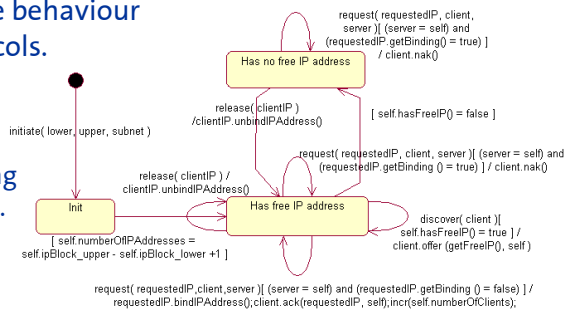 e behaviour
cols.
ng
.
request( requestedIP, client,
server )[ (server = self) and
(requestedIP.getBinding() = true) ]
/ client.nak()
Has no free IP address
release( clientIP )
/clientIP.unbindIPAddress()
[ self.hasFreeIP() = false ]
initiate( lower, upper, subnet )
request( requestedIP, client, server )[ (server = self) and
(requestedIP.getBinding () = true) ] / client.nak()
release( clientIP ) /
clientIP.unbindIPAddress()
Init
Has free IP address
discover( client )[
self.hasFreeIP() = true ] /
client.offer (getFreeIP(), self )
[ self.numberOfIPAddresses =
self.ipBlock_upper - self.ipBlock_lower +1 ]
request( requestedIP,client,server )[ (server = self) and (requestedIP.getBinding () = false) ] /
requestedIP.bindIPAddress();client.ack(requestedIP, self);incr(self.numberOfClients);